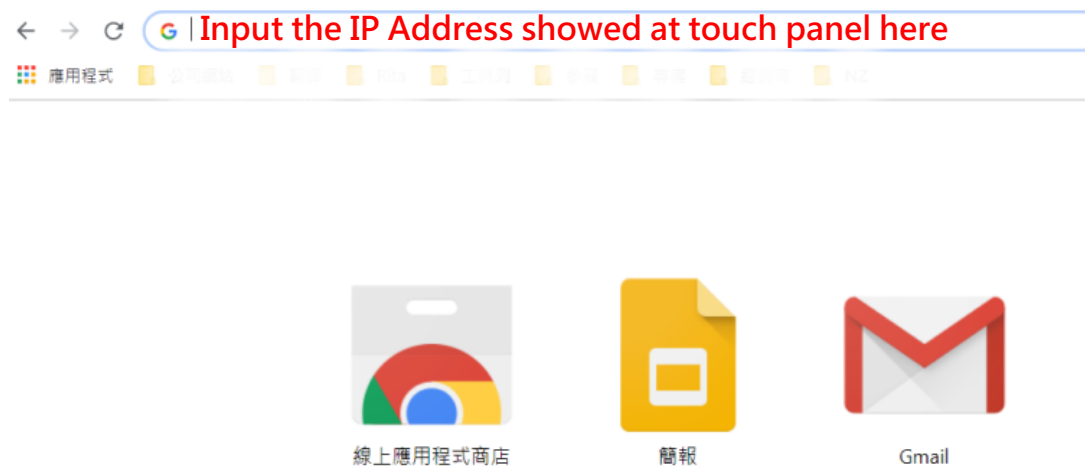 Input the IP Address showed at touch panel here
應用程式 NZ
線上應用程式商店 簡報 Gmail